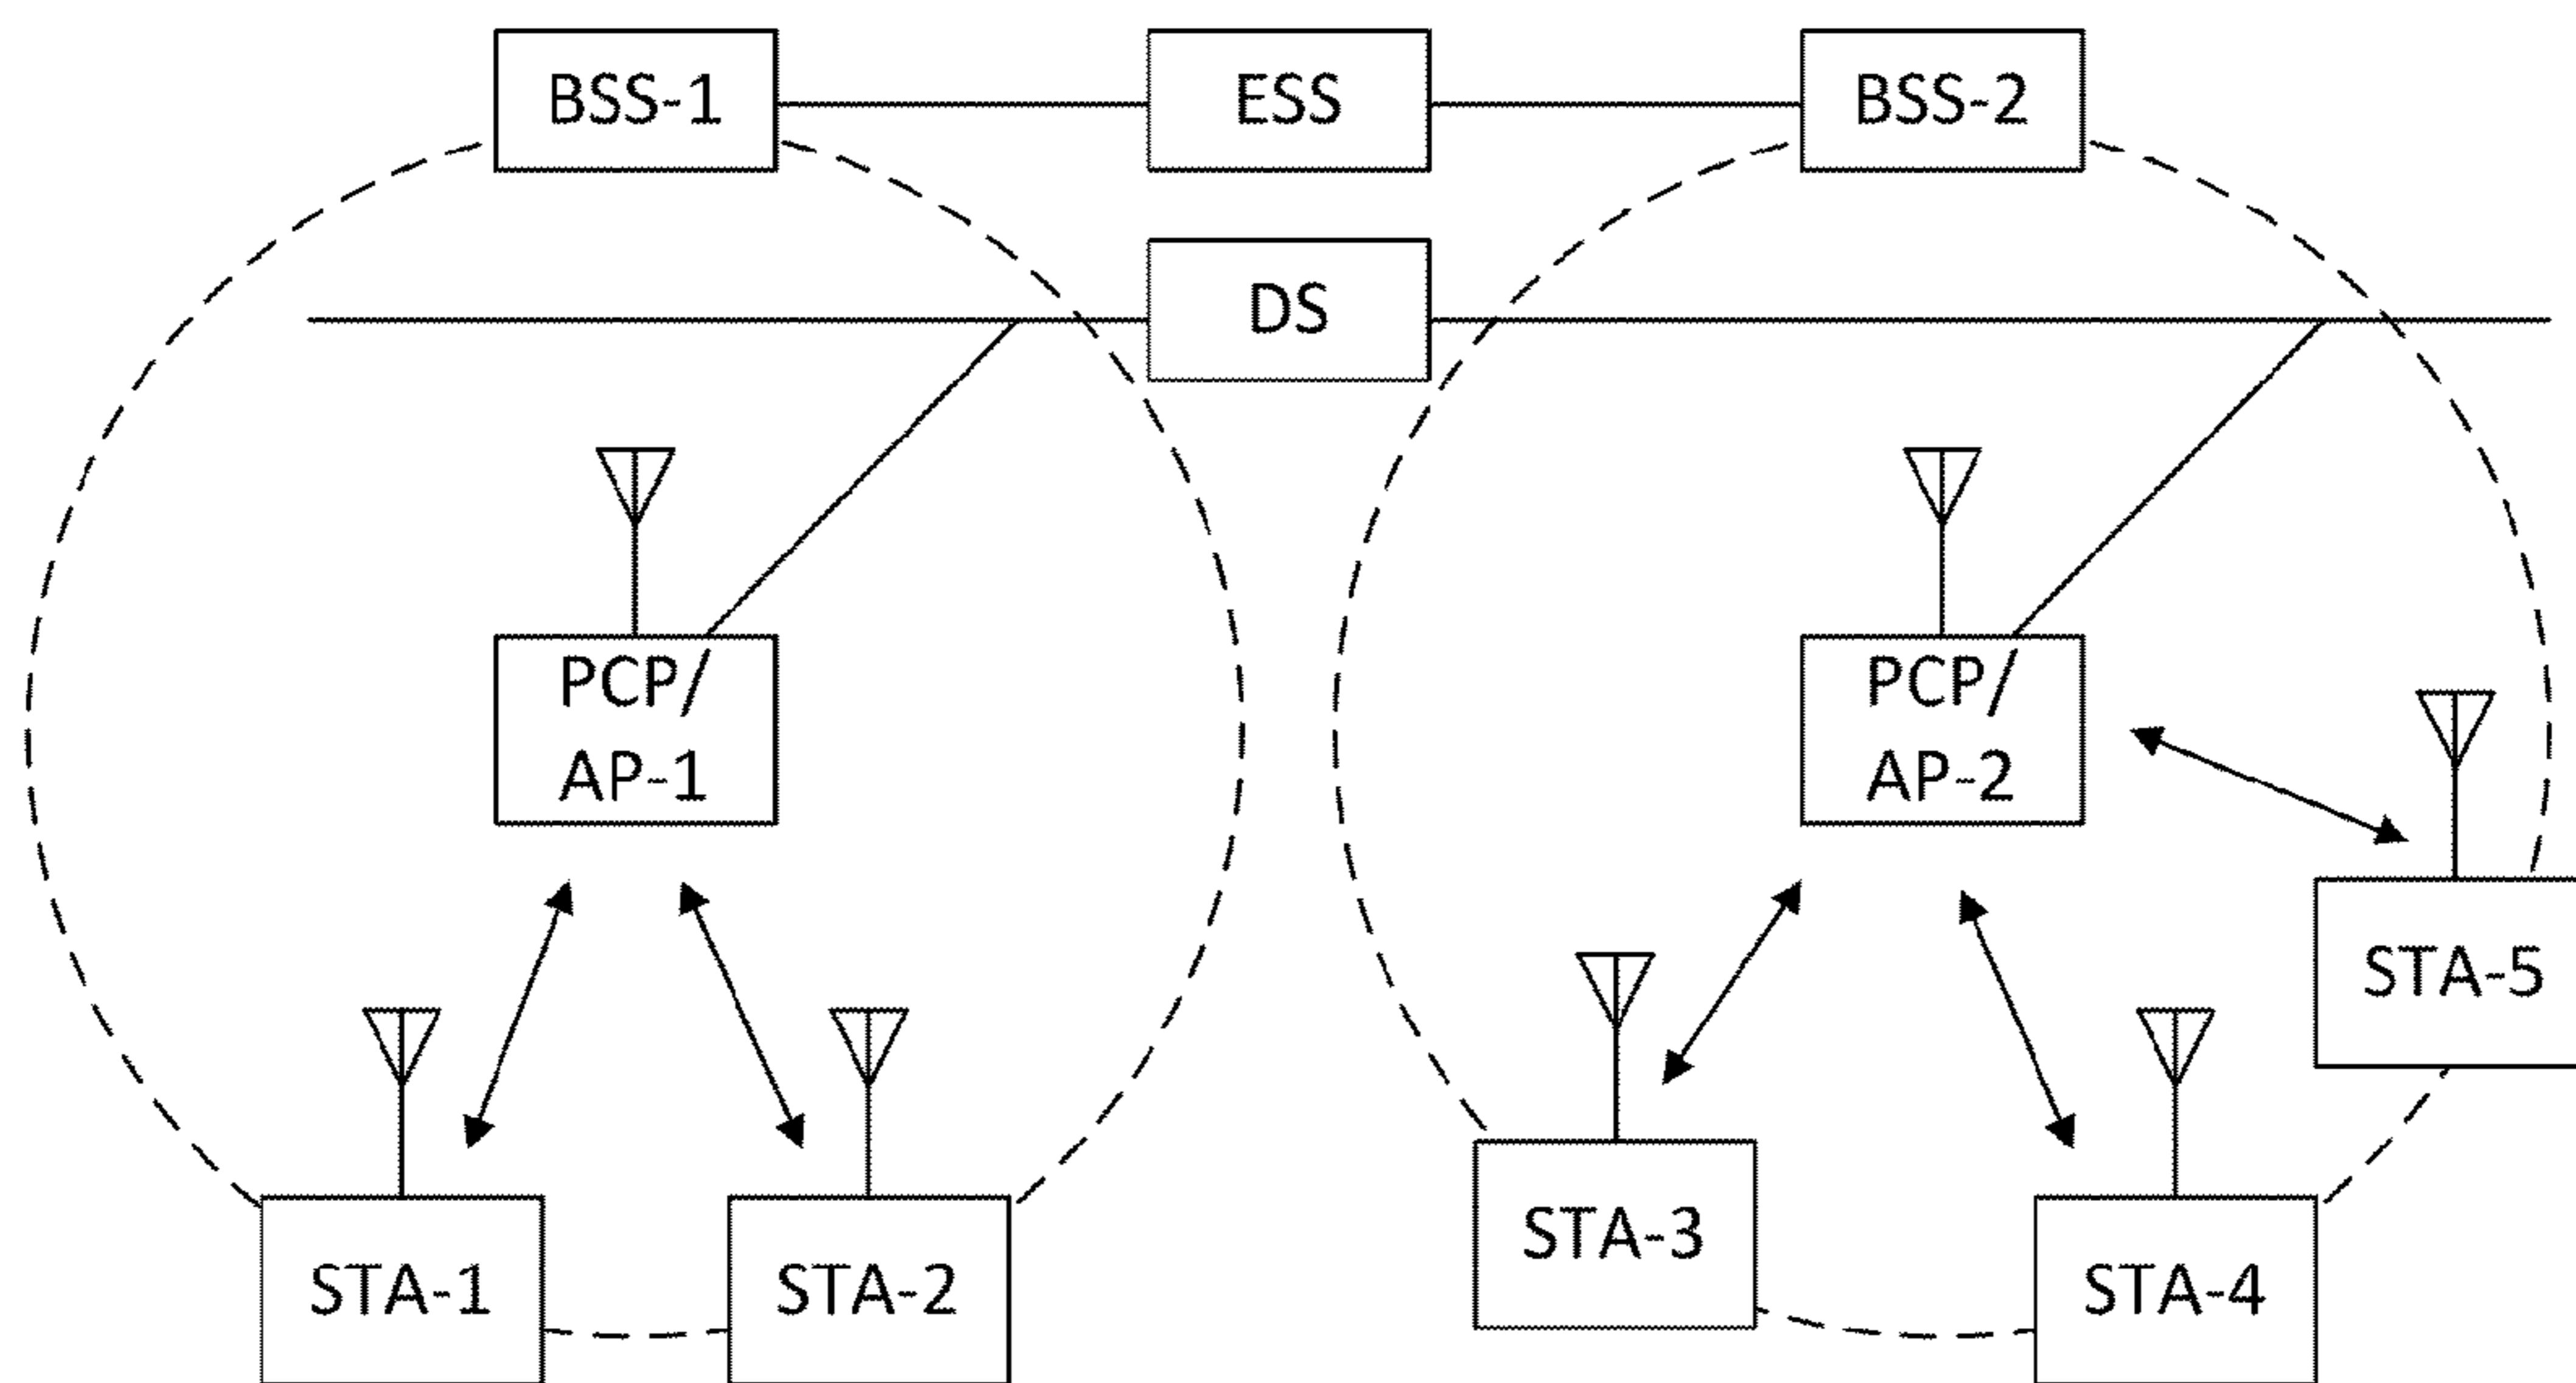 BSS-1
ESS
BSS-2
DS
PCP/
AP-1
PCP/
AP-2
STA-5
STA-3
STA-1
STA-2
STA-4